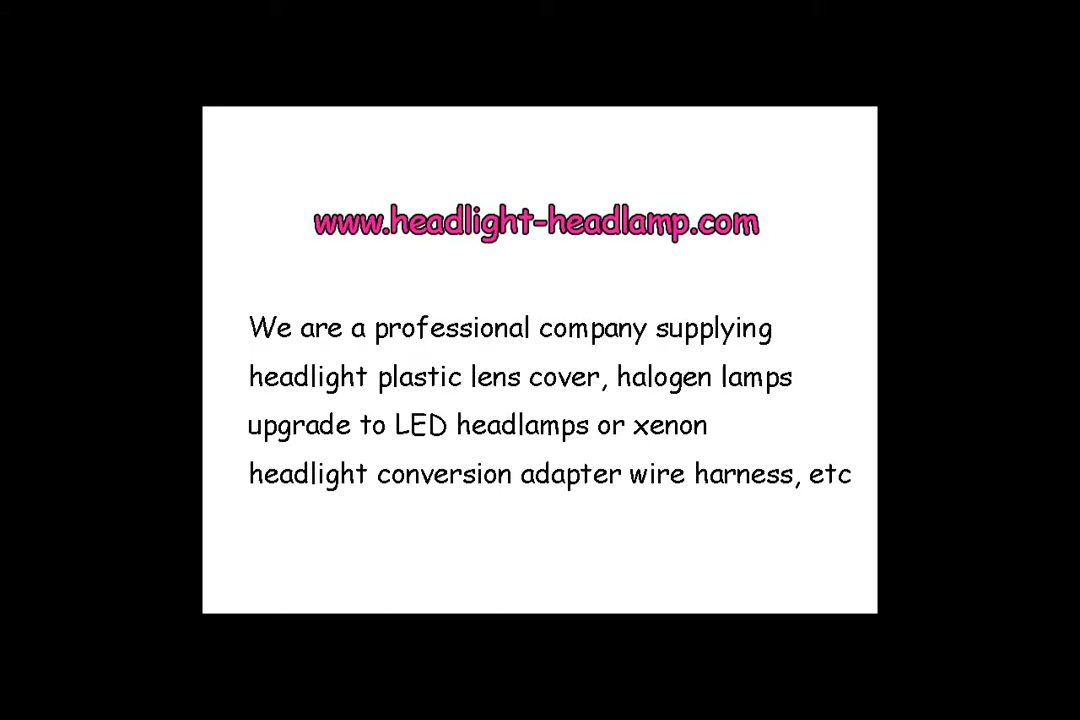 www.headlight-headlamp.com
We are a professional company supplying
headlight plastic lens cover, halogen lamps
upgrade to LED headlamps or xenon
headlight conversion adapter wire harness, etc